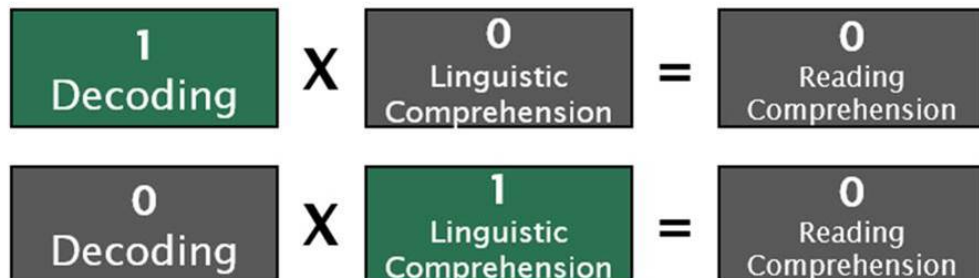 1 X 0 = 0
Decoding Linguistic Reading
Comprehension Comprehension
0 X 1 = 0
Decoding Linguistic Reading
Comprehension Comprehension